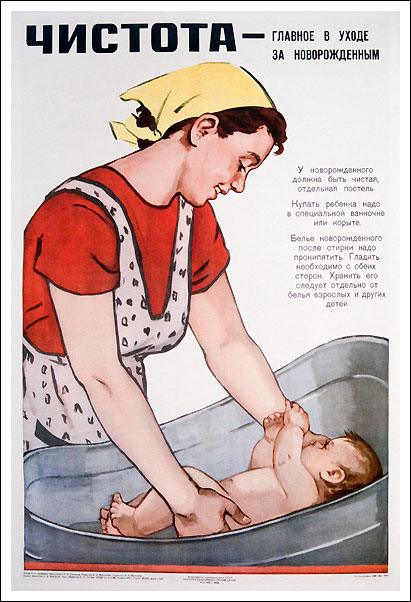 ЧИСТОТА — ГЛАВНОЕ В УХОДЕ
ЗА НОВОРОЖДЕННЫМ
У новорожденного
должна быть чистая,
отдельная постель
Купать ребенка надо
в специальной ванночке
или корыте.
Белье новорожденного
после стирки надо
прокипятить. Гладить
необходимо с обеих
сторон. Хранить его
следует отдельно от
белья взрослых и других
детей